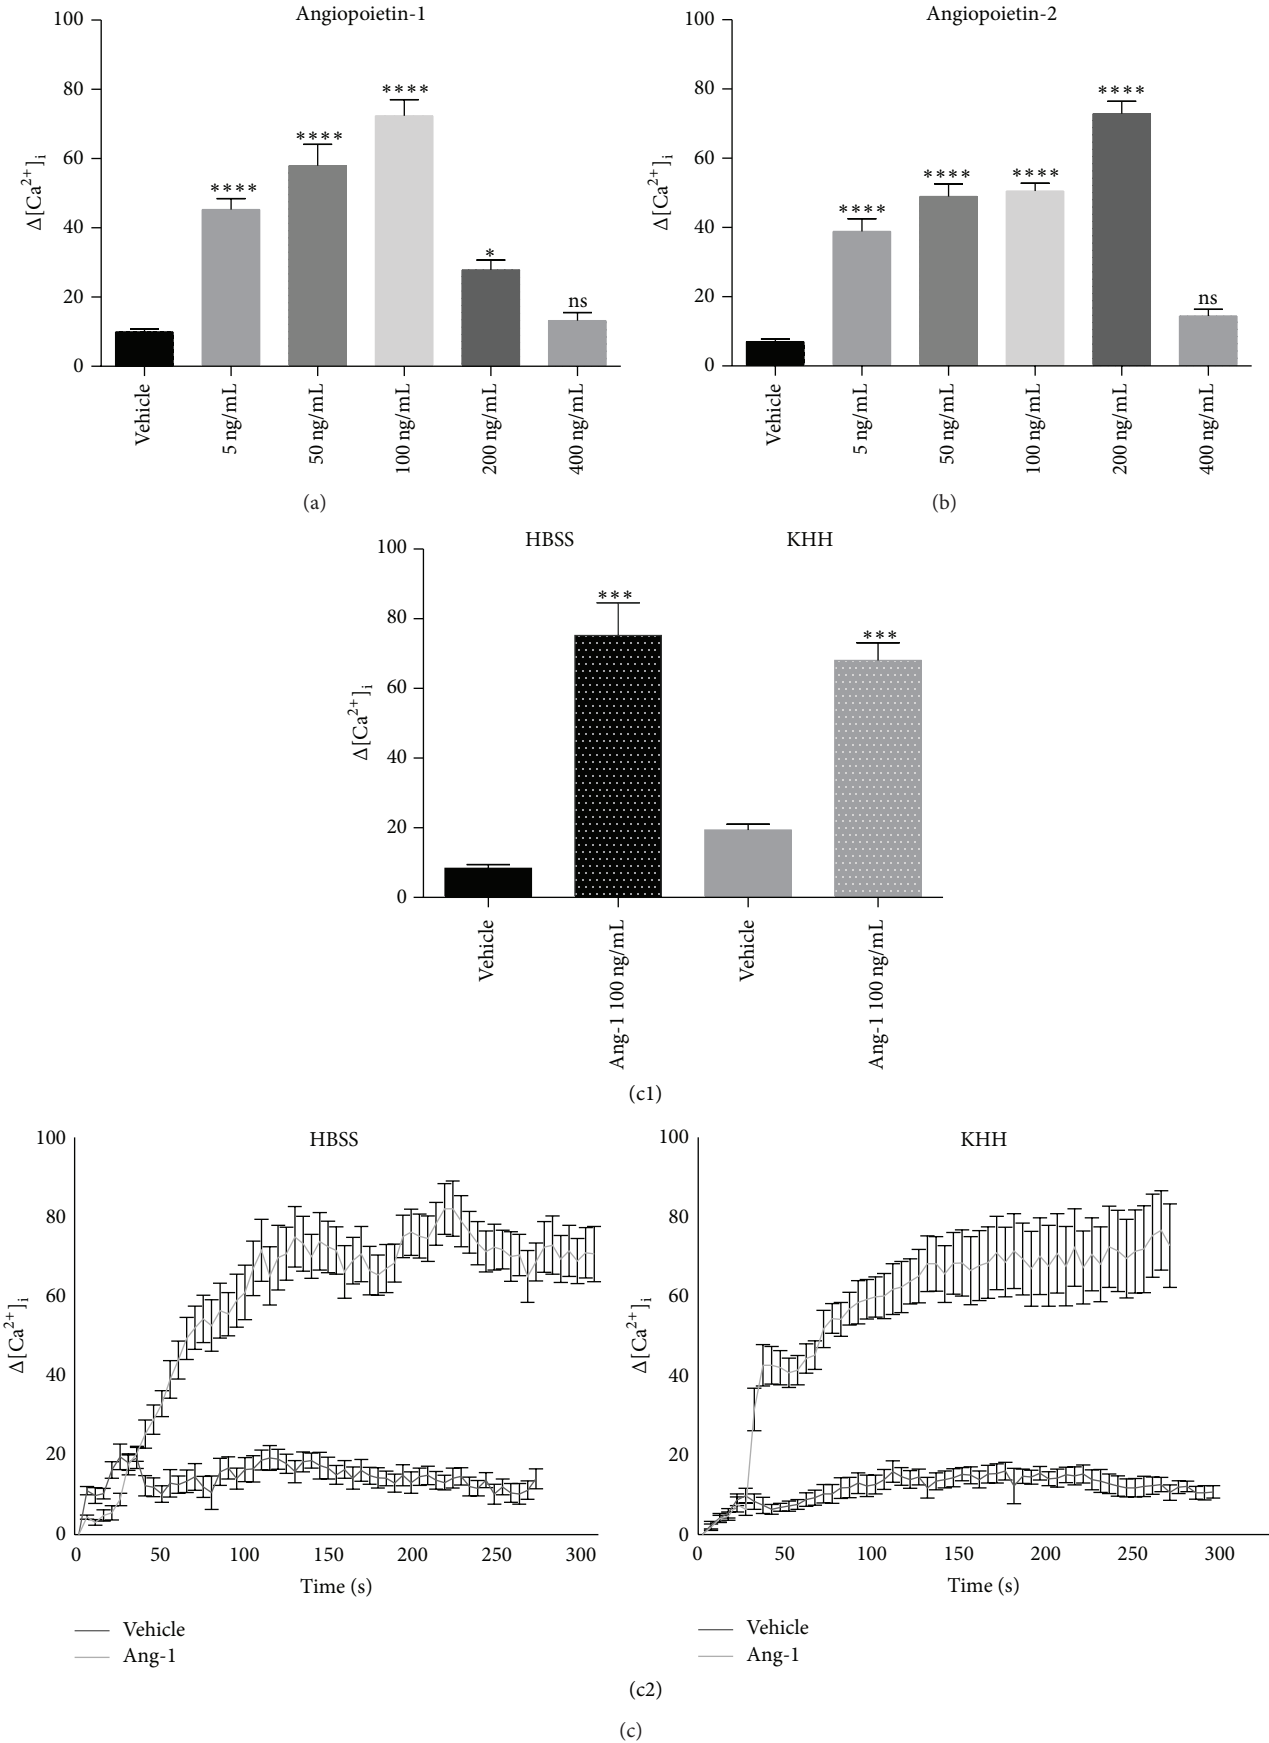 Angiopoietin-1
100
80
60
40
20
0
Δ[Ca²⁺]ᵢ
****
****
****
*
ns
Vehicle
5 ng/mL
50 ng/mL
100 ng/mL
200 ng/mL
400 ng/mL
(a)
Angiopoietin-2
100
80
60
40
20
0
Δ[Ca²⁺]ᵢ
****
****
****
****
ns
Vehicle
5 ng/mL
50 ng/mL
100 ng/mL
200 ng/mL
400 ng/mL
(b)
HBSS
KHH
100
80
60
40
20
0
Δ[Ca²⁺]ᵢ
***
***
Vehicle
Ang-1 100 ng/mL
Vehicle
Ang-1 100 ng/mL
(c1)
HBSS
100
80
60
40
20
0
Δ[Ca²⁺]ᵢ
0 50 100 150 200 250 300
Time (s)
Vehicle
Ang-1
KHH
100
80
60
40
20
0
Δ[Ca²⁺]ᵢ
0 50 100 150 200 250 300
Time (s)
Vehicle
Ang-1
(c2)
(c)